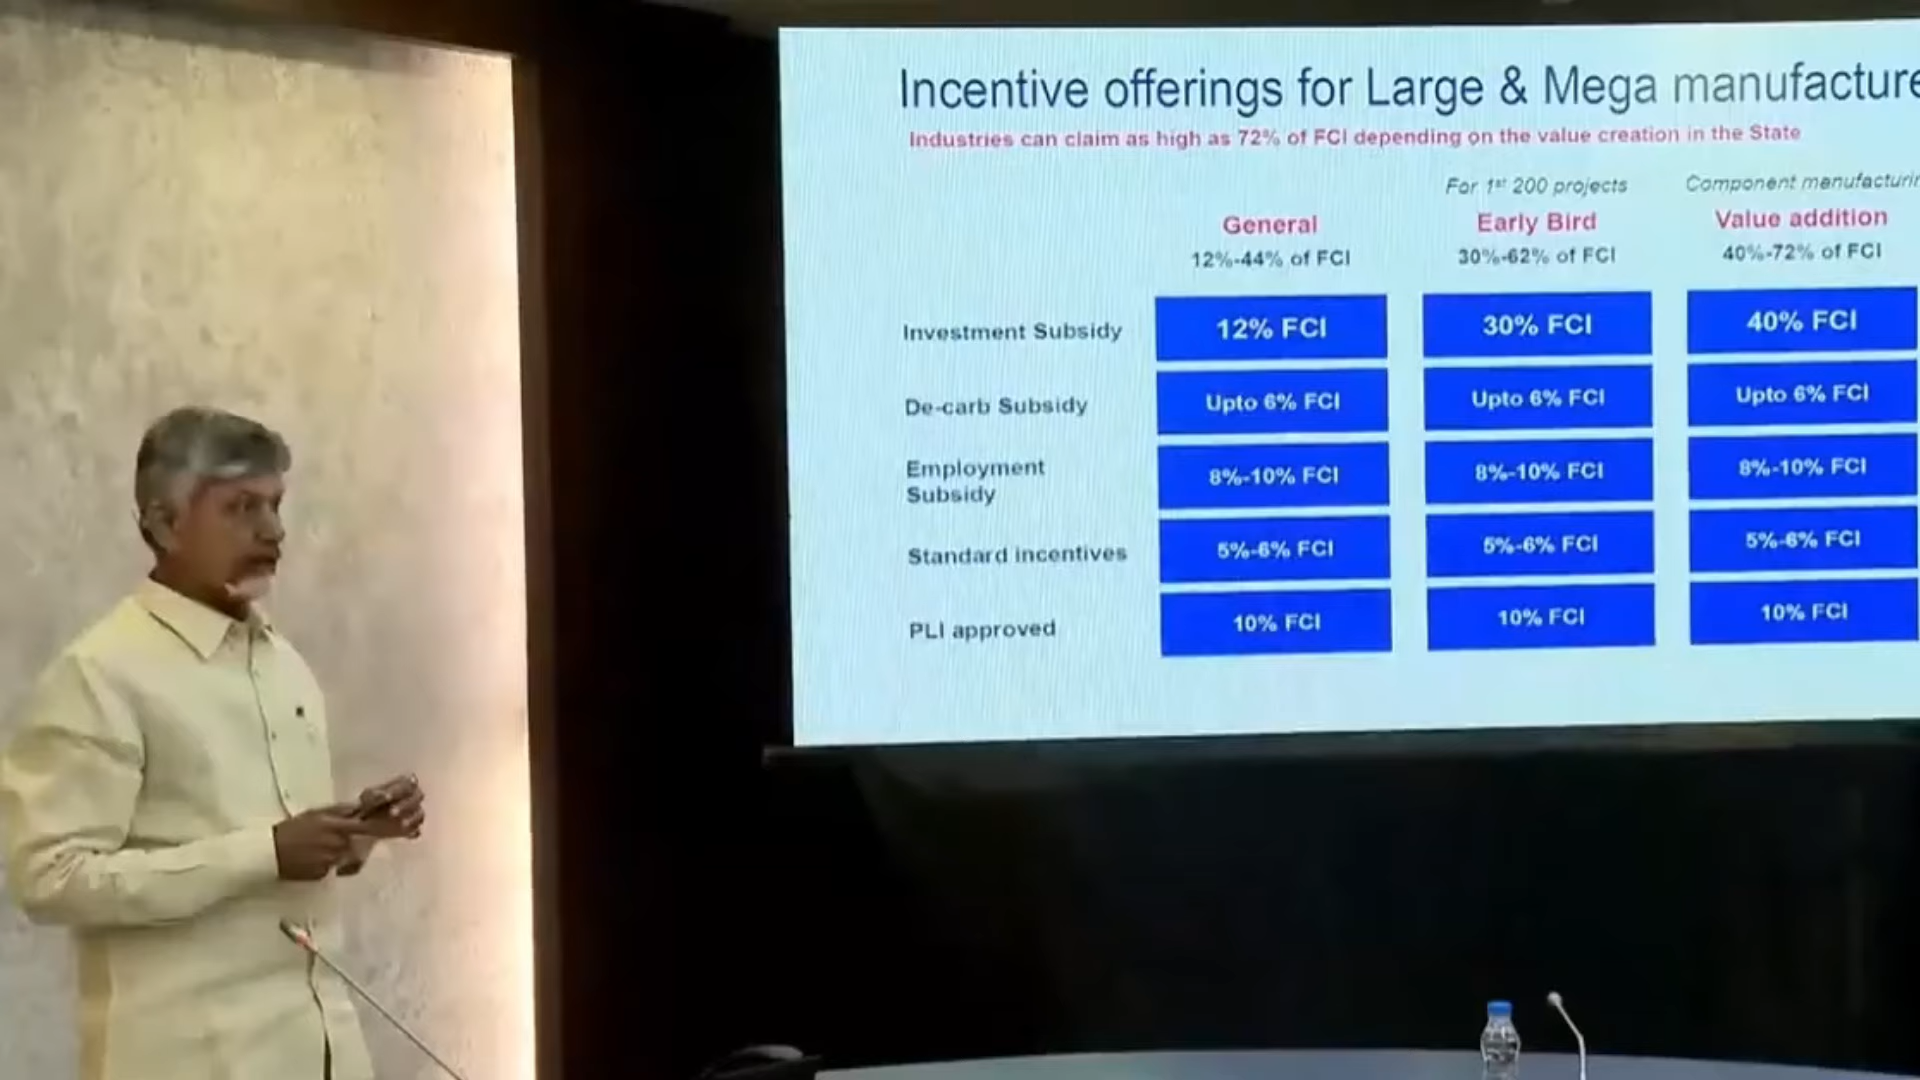 Incentive offerings for Large & Mega manufacture
Industries can claim as high as 72% of FCI depending on the value creation in the State
For 1st 200 projects
Component manufacturin
General
Early Bird
Value addition
12%-44% of FCI
30%-62% of FCI
40%-72% of FCI
Investment Subsidy
12% FCI
30% FCI
40% FCI
De-carb Subsidy
Upto 6% FCI
Upto 6% FCI
Upto 6% FCI
Employment
Subsidy
8%-10% FCI
8%-10% FCI
8%-10% FCI
Standard incentives
5%-6% FCI
5%-6% FCI
5%-6% FCI
PLI approved
10% FCI
10% FCI
10% FCI